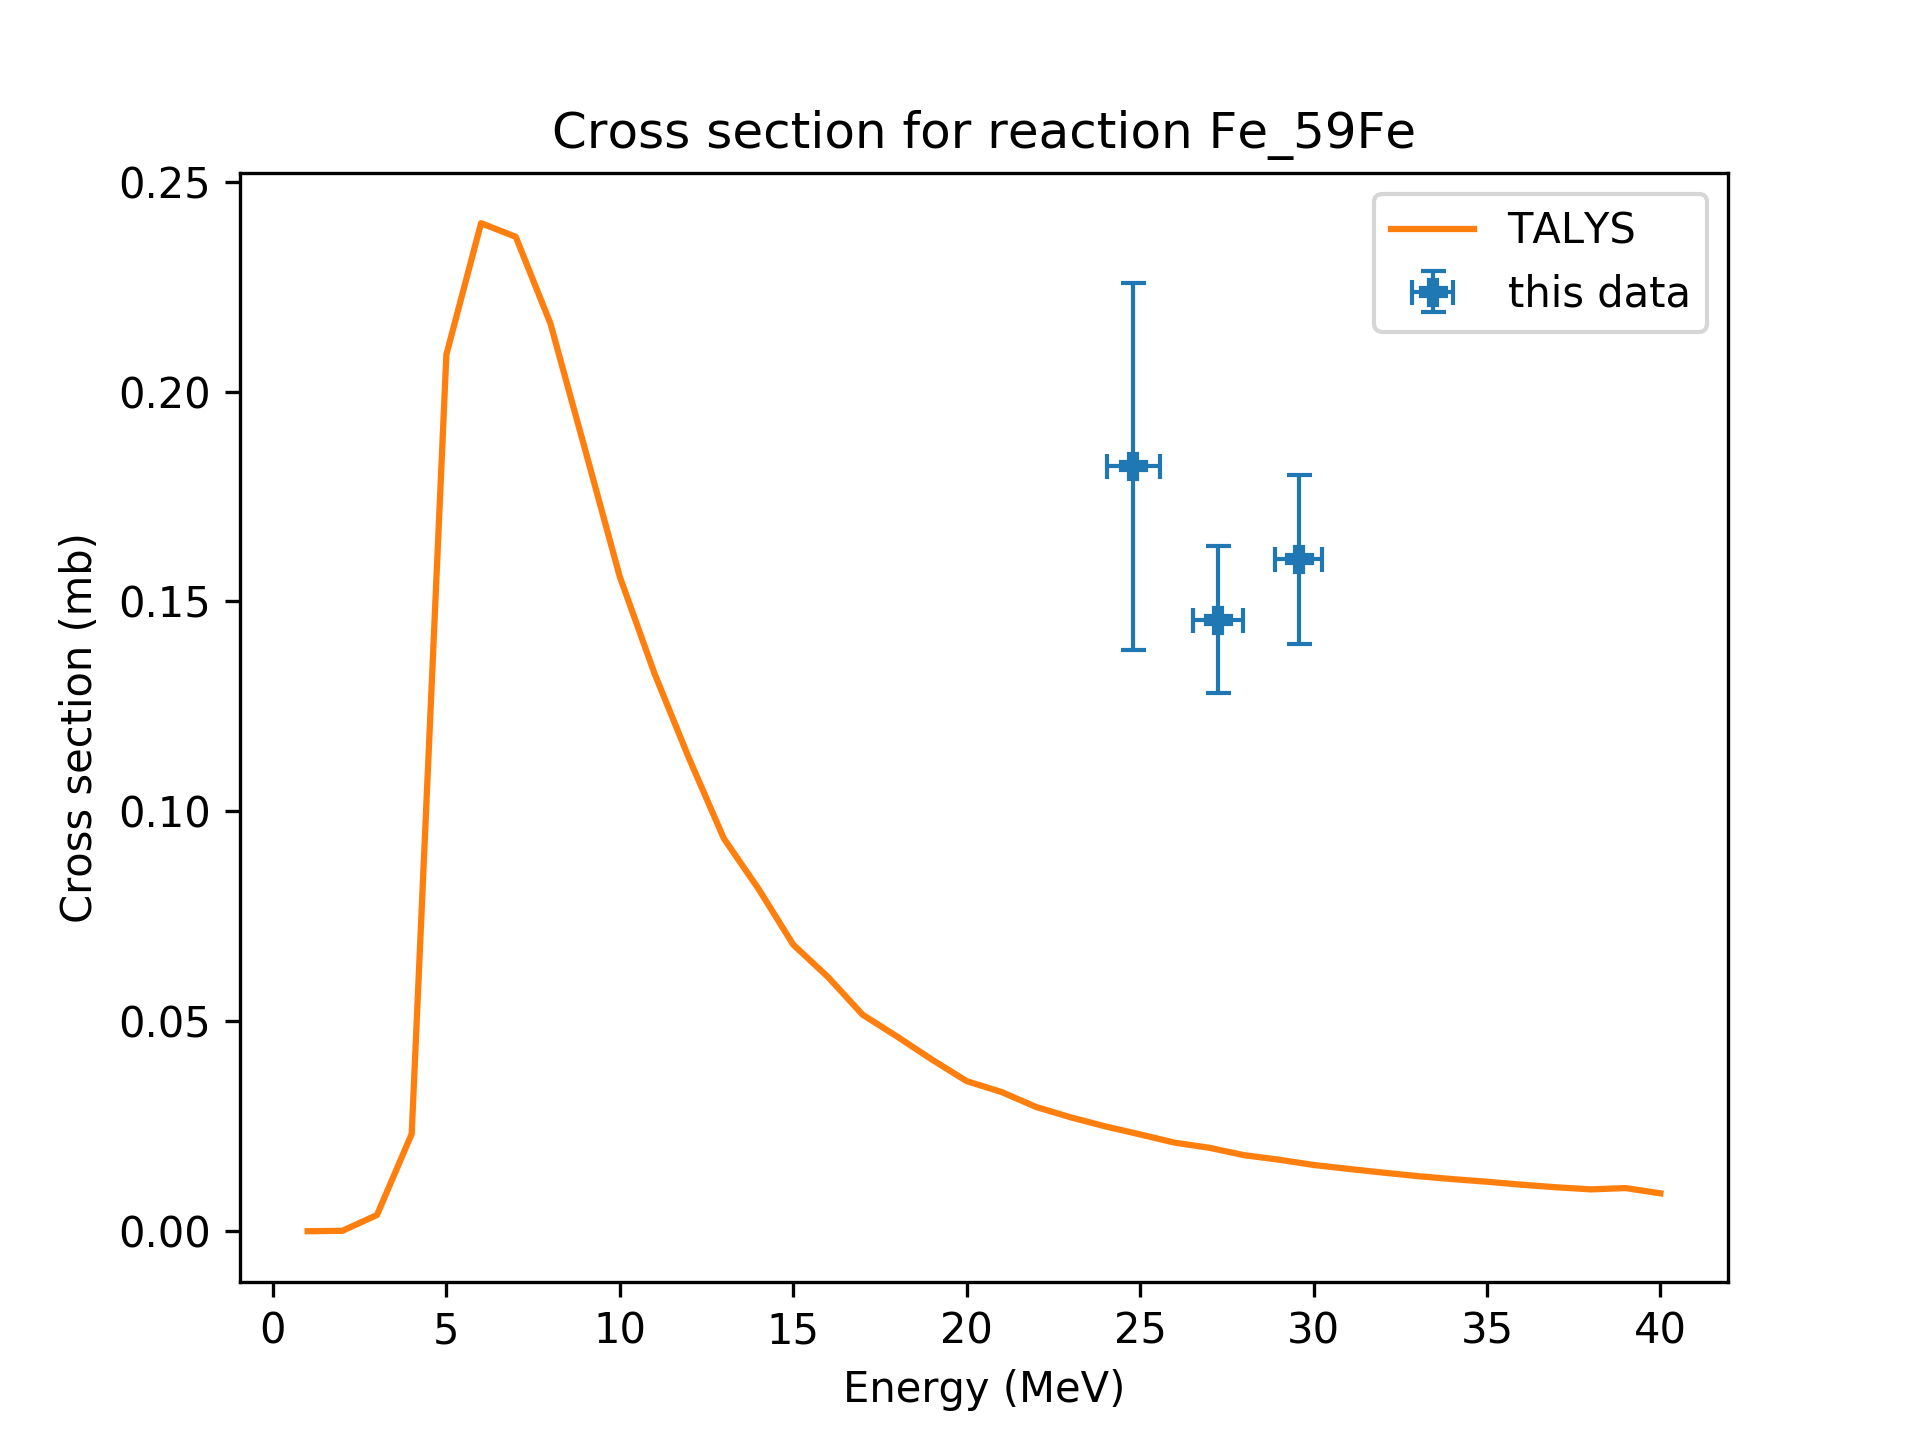 Cross section for reaction Fe_59Fe
TALYS
this data
Cross section (mb)
0.25
0.20
0.15
0.10
0.05
0.00
0 5 10 15 20 25 30 35 40
Energy (MeV)